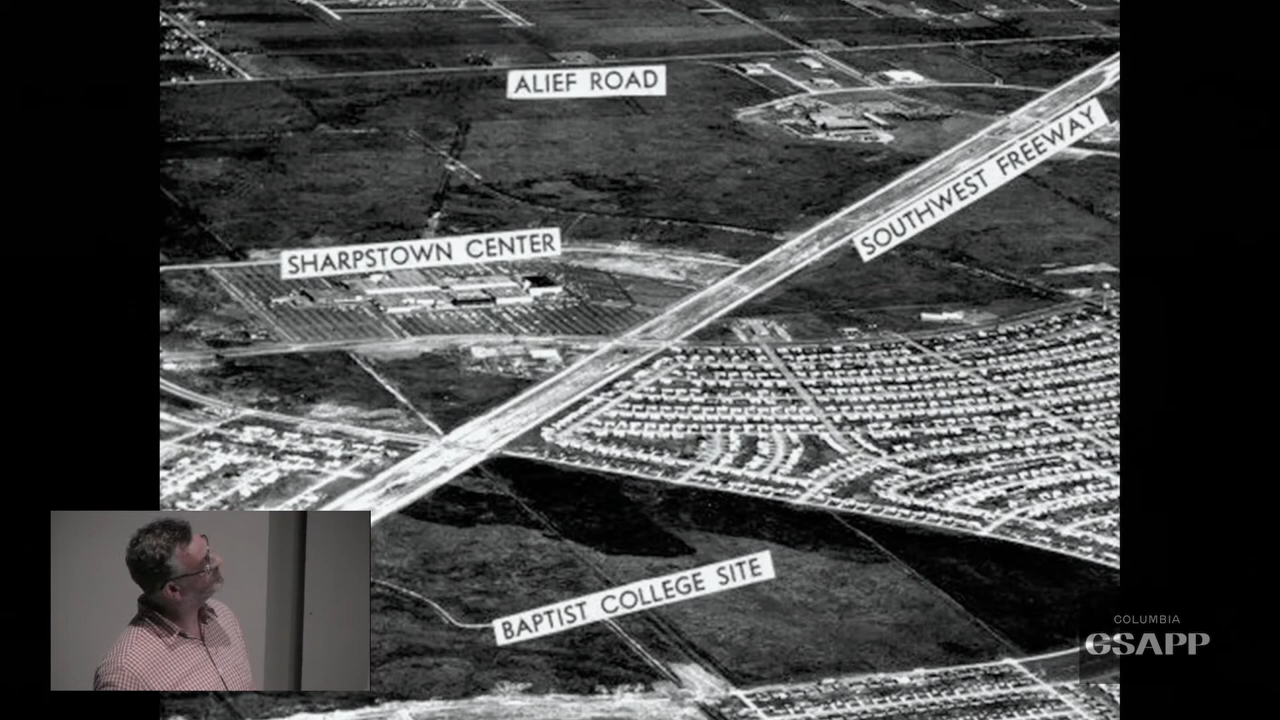 ALIEF ROAD
SOUTHWEST FREEWAY
SHARPSTOWN CENTER
BAPTIST COLLEGE SITE
COLUMBIA
GSAPP